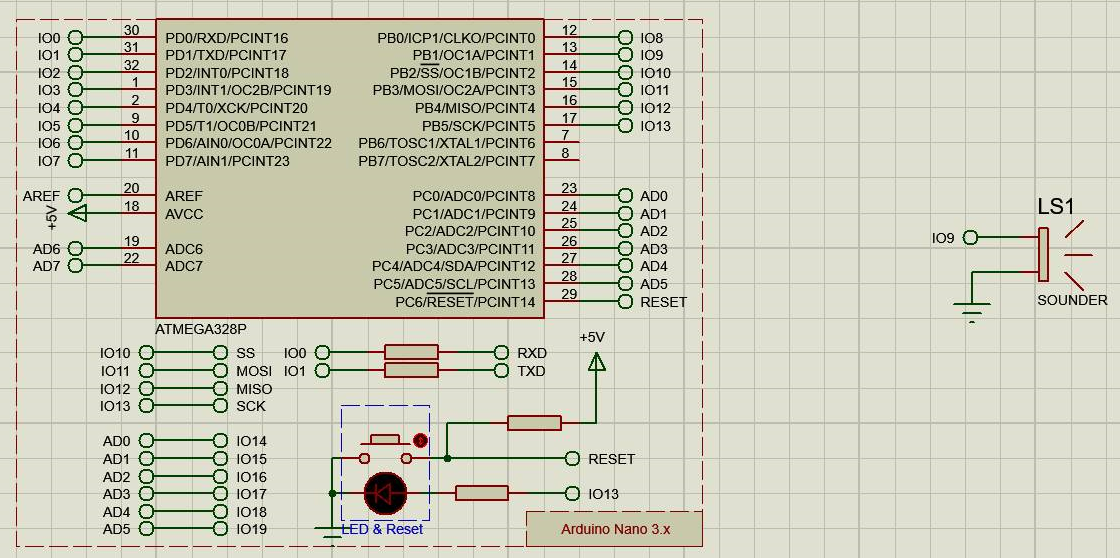 IO0 30 PD0/RXD/PCINT16 PB0/ICP1/CLKO/PCINT0 12 IO8
IO1 31 PD1/TXD/PCINT17 PB1/OC1A/PCINT1 13 IO9
IO2 32 PD2/INT0/PCINT18 PB2/SS/OC1B/PCINT2 14 IO10
IO3 1 PD3/INT1/OC2B/PCINT19 PB3/MOSI/OC2A/PCINT3 15 IO11
IO4 2 PD4/T0/XCK/PCINT20 PB4/MISO/PCINT4 16 IO12
IO5 9 PD5/T1/OC0B/PCINT21 PB5/SCK/PCINT5 17 IO13
IO6 10 PD6/AIN0/OC0A/PCINT22 PB6/TOSC1/XTAL1/PCINT6 7
IO7 11 PD7/AIN1/PCINT23 PB7/TOSC2/XTAL2/PCINT7 8
AREF 20 AREF PC0/ADC0/PCINT8 23 AD0
+5V 18 AVCC PC1/ADC1/PCINT9 24 AD1
PC2/ADC2/PCINT10 25 AD2
AD6 19 ADC6 PC3/ADC3/PCINT11 26 AD3
AD7 22 ADC7 PC4/ADC4/SDA/PCINT12 27 AD4
PC5/ADC5/SCL/PCINT13 28 AD5
PC6/RESET/PCINT14 29 RESET
ATMEGA328P
LS1
IO9
SOUNDER
+5V
IO10 SS IO0 RXD
IO11 MOSI IO1 TXD
IO12 MISO
IO13 SCK
AD0 IO14
AD1 IO15 RESET
AD2 IO16
AD3 IO17 IO13
AD4 IO18
AD5 IO19 LED & Reset Arduino Nano 3.x